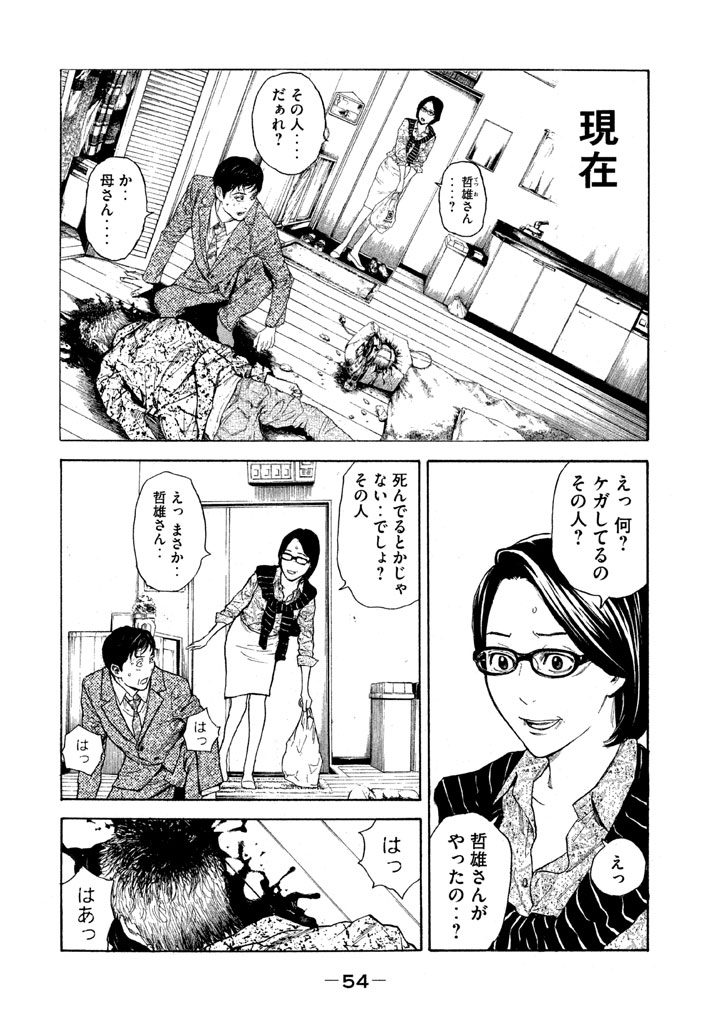 現在
哲雄さん
てつお
‥‥?
その人‥‥
だぁれ?
か‥
母さん‥‥
えっ 何?
ケガしてるの
その人?
えっ
哲雄さんが
やったの‥?
死んでるとかじゃ
ない‥でしょ?
その人
えっ まさか‥
哲雄さん‥
はっ
はっ
はっ
はあっ
－54－